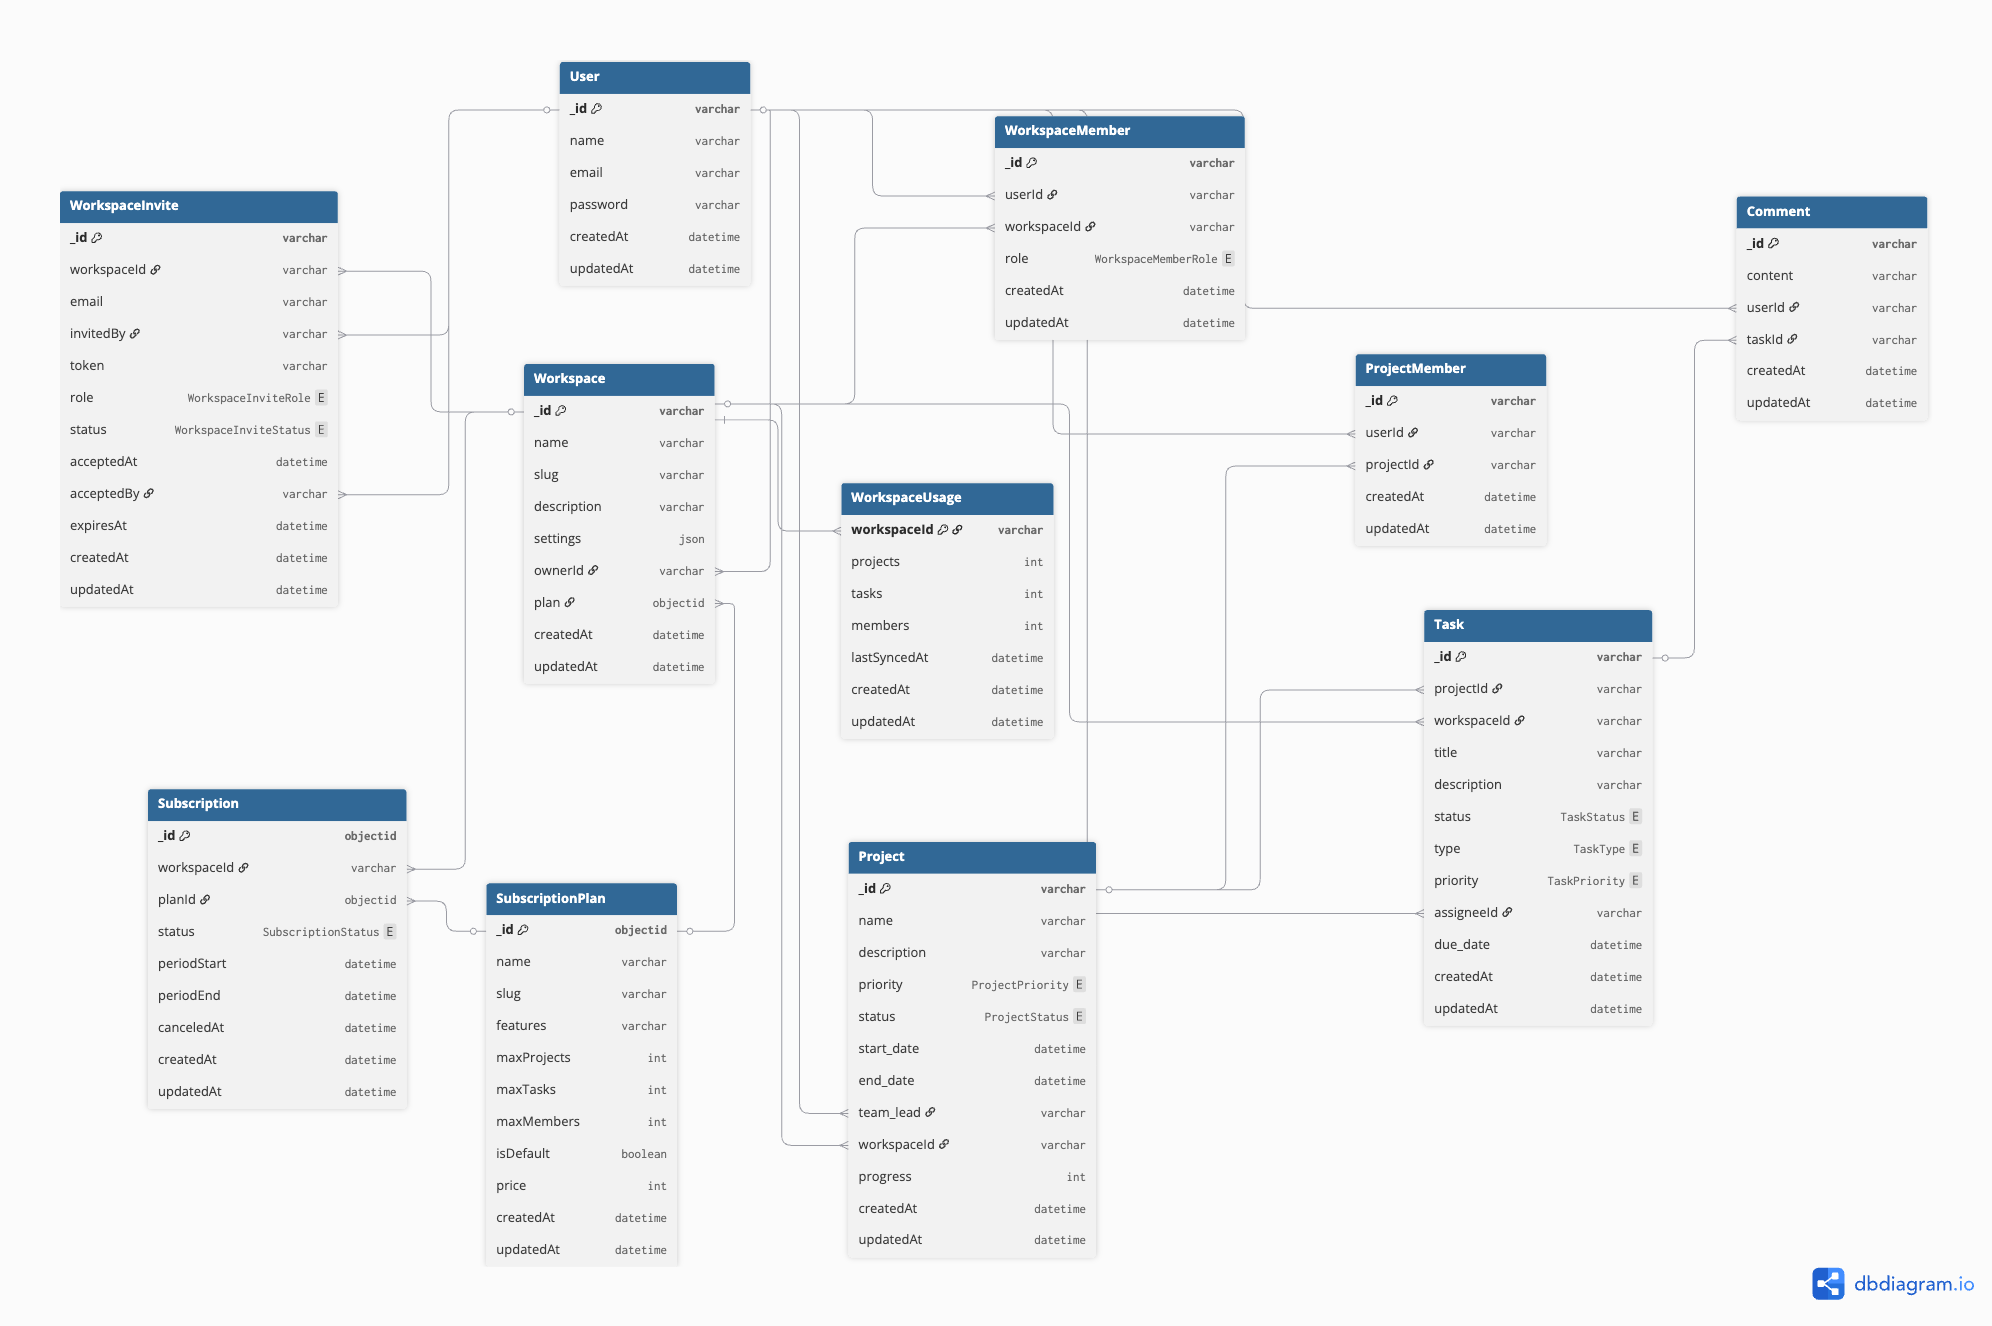 User
_id varchar
name varchar
email varchar
password varchar
createdAt datetime
updatedAt datetime
WorkspaceMember
_id varchar
userId varchar
workspaceId varchar
role WorkspaceMemberRole E
createdAt datetime
updatedAt datetime
WorkspaceInvite
_id varchar
workspaceId varchar
email varchar
invitedBy varchar
token varchar
role WorkspaceInviteRole E
status WorkspaceInviteStatus E
acceptedAt datetime
acceptedBy varchar
expiresAt datetime
createdAt datetime
updatedAt datetime
Comment
_id varchar
content varchar
userId varchar
taskId varchar
createdAt datetime
updatedAt datetime
Workspace
_id varchar
name varchar
slug varchar
description varchar
settings json
ownerId varchar
plan objectid
createdAt datetime
updatedAt datetime
ProjectMember
_id varchar
userId varchar
projectId varchar
createdAt datetime
updatedAt datetime
WorkspaceUsage
workspaceId varchar
projects int
tasks int
members int
lastSyncedAt datetime
createdAt datetime
updatedAt datetime
Task
_id varchar
projectId varchar
workspaceId varchar
title varchar
description varchar
status TaskStatus E
type TaskType E
priority TaskPriority E
assigneeId varchar
due_date datetime
createdAt datetime
updatedAt datetime
Subscription
_id objectid
workspaceId varchar
planId objectid
status SubscriptionStatus E
periodStart datetime
periodEnd datetime
canceledAt datetime
createdAt datetime
updatedAt datetime
SubscriptionPlan
_id objectid
name varchar
slug varchar
features varchar
maxProjects int
maxTasks int
maxMembers int
isDefault boolean
price int
createdAt datetime
updatedAt datetime
Project
_id varchar
name varchar
description varchar
priority ProjectPriority E
status ProjectStatus E
start_date datetime
end_date datetime
team_lead varchar
workspaceId varchar
progress int
createdAt datetime
updatedAt datetime
dbdiagram.io